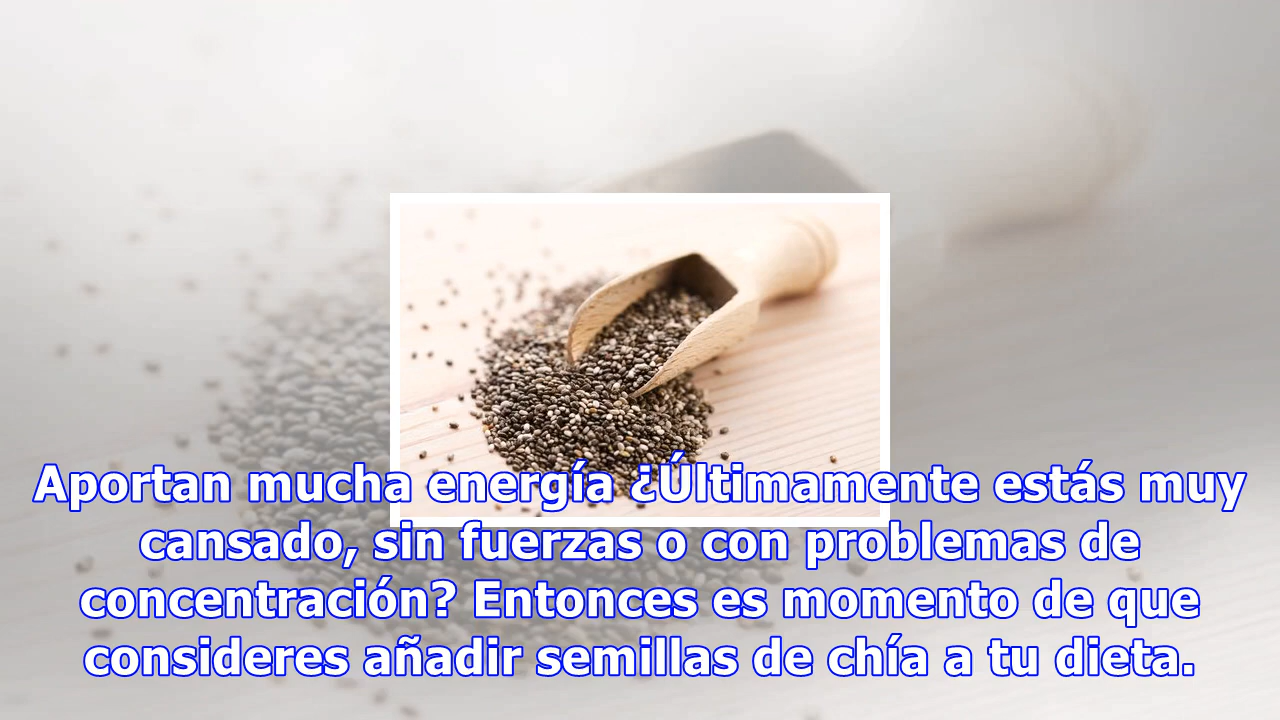 Aportan mucha energía ¿Últimamente estás muy
cansado, sin fuerzas o con problemas de
concentración? Entonces es momento de que
consideres añadir semillas de chía a tu dieta.